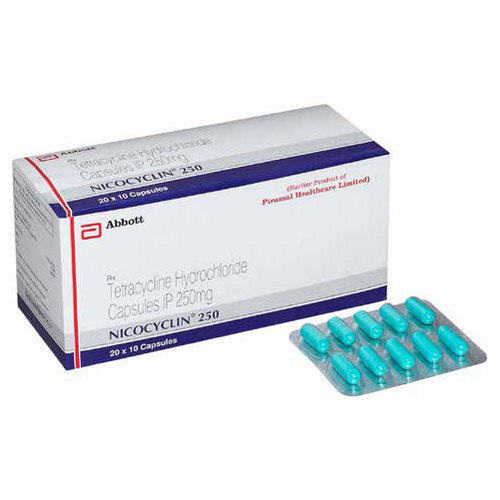 Abbott
Rx
Tetracycline Hydrochloride
Capsules IP 250mg
NICOCYCLIN® 250
20 x 10 Capsules
(Earlier Product of
Piramal Healthcare Limited)
Abbott
Rx
Tetracycline Hydrochloride
Capsules IP 250mg
NICOCYCLIN® 250
20 x 10 Capsules